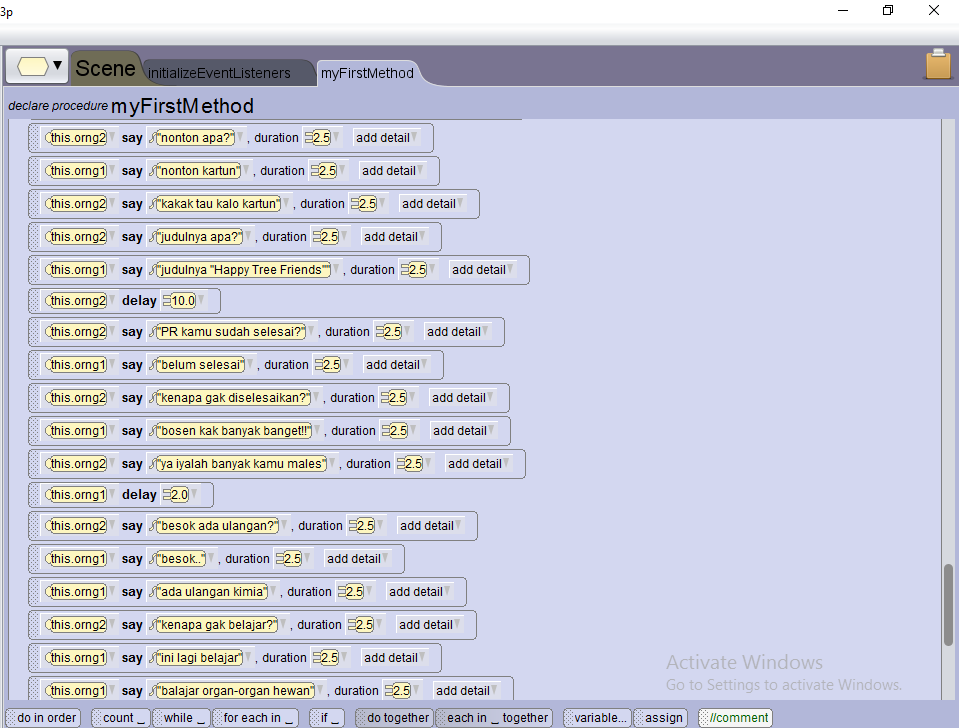 3p
Scene initializeEventListeners myFirstMethod
declare procedure myFirstMethod
this.orng2 say "nonton apa?" , duration 2.5 add detail
this.orng1 say "nonton kartun" , duration 2.5 add detail
this.orng2 say "kakak tau kalo kartun" , duration 2.5 add detail
this.orng2 say "judulnya apa?" , duration 2.5 add detail
this.orng1 say "judulnya "Happy Tree Friends"" , duration 2.5 add detail
this.orng2 delay 10.0
this.orng2 say "PR kamu sudah selesai?" , duration 2.5 add detail
this.orng1 say "belum selesai" , duration 2.5 add detail
this.orng2 say "kenapa gak diselesaikan?" , duration 2.5 add detail
this.orng1 say "bosen kak banyak banget!!" , duration 2.5 add detail
this.orng2 say "ya iyalah banyak kamu males" , duration 2.5 add detail
this.orng1 delay 2.0
this.orng2 say "besok ada ulangan?" , duration 2.5 add detail
this.orng1 say "besok.." , duration 2.5 add detail
this.orng1 say "ada ulangan kimia" , duration 2.5 add detail
this.orng2 say "kenapa gak belajar?" , duration 2.5 add detail
this.orng1 say "ini lagi belajar" , duration 2.5 add detail
this.orng1 say "balajar organ-organ hewan" , duration 2.5 add detail
Activate Windows
Go to Settings to activate Windows.
do in order count _ while _ for each in _ if _ do together each in _ together variable... assign //comment